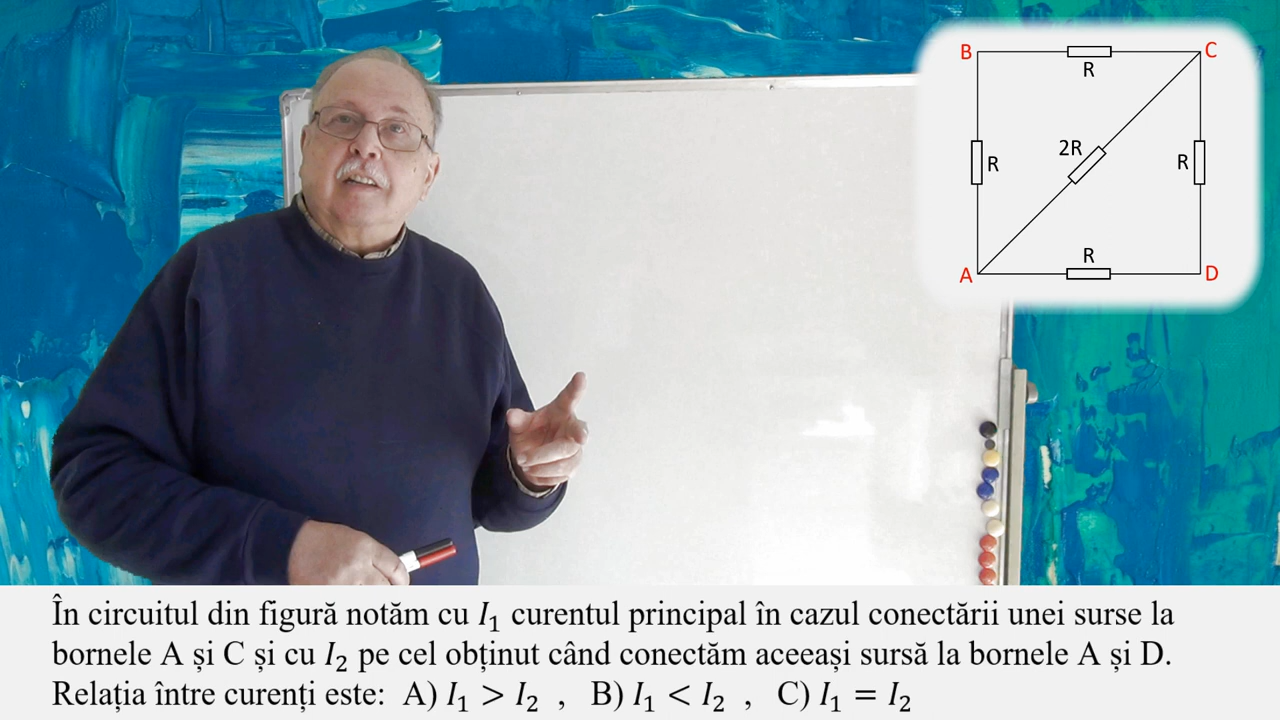 B
C
R
R
2R
R
R
A
D
În circuitul din figură notăm cu I₁ curentul principal în cazul conectării unei surse la
bornele A și C și cu I₂ pe cel obținut când conectăm aceeași sursă la bornele A și D.
Relația între curenți este: A) I₁ > I₂ , B) I₁ < I₂ , C) I₁ = I₂